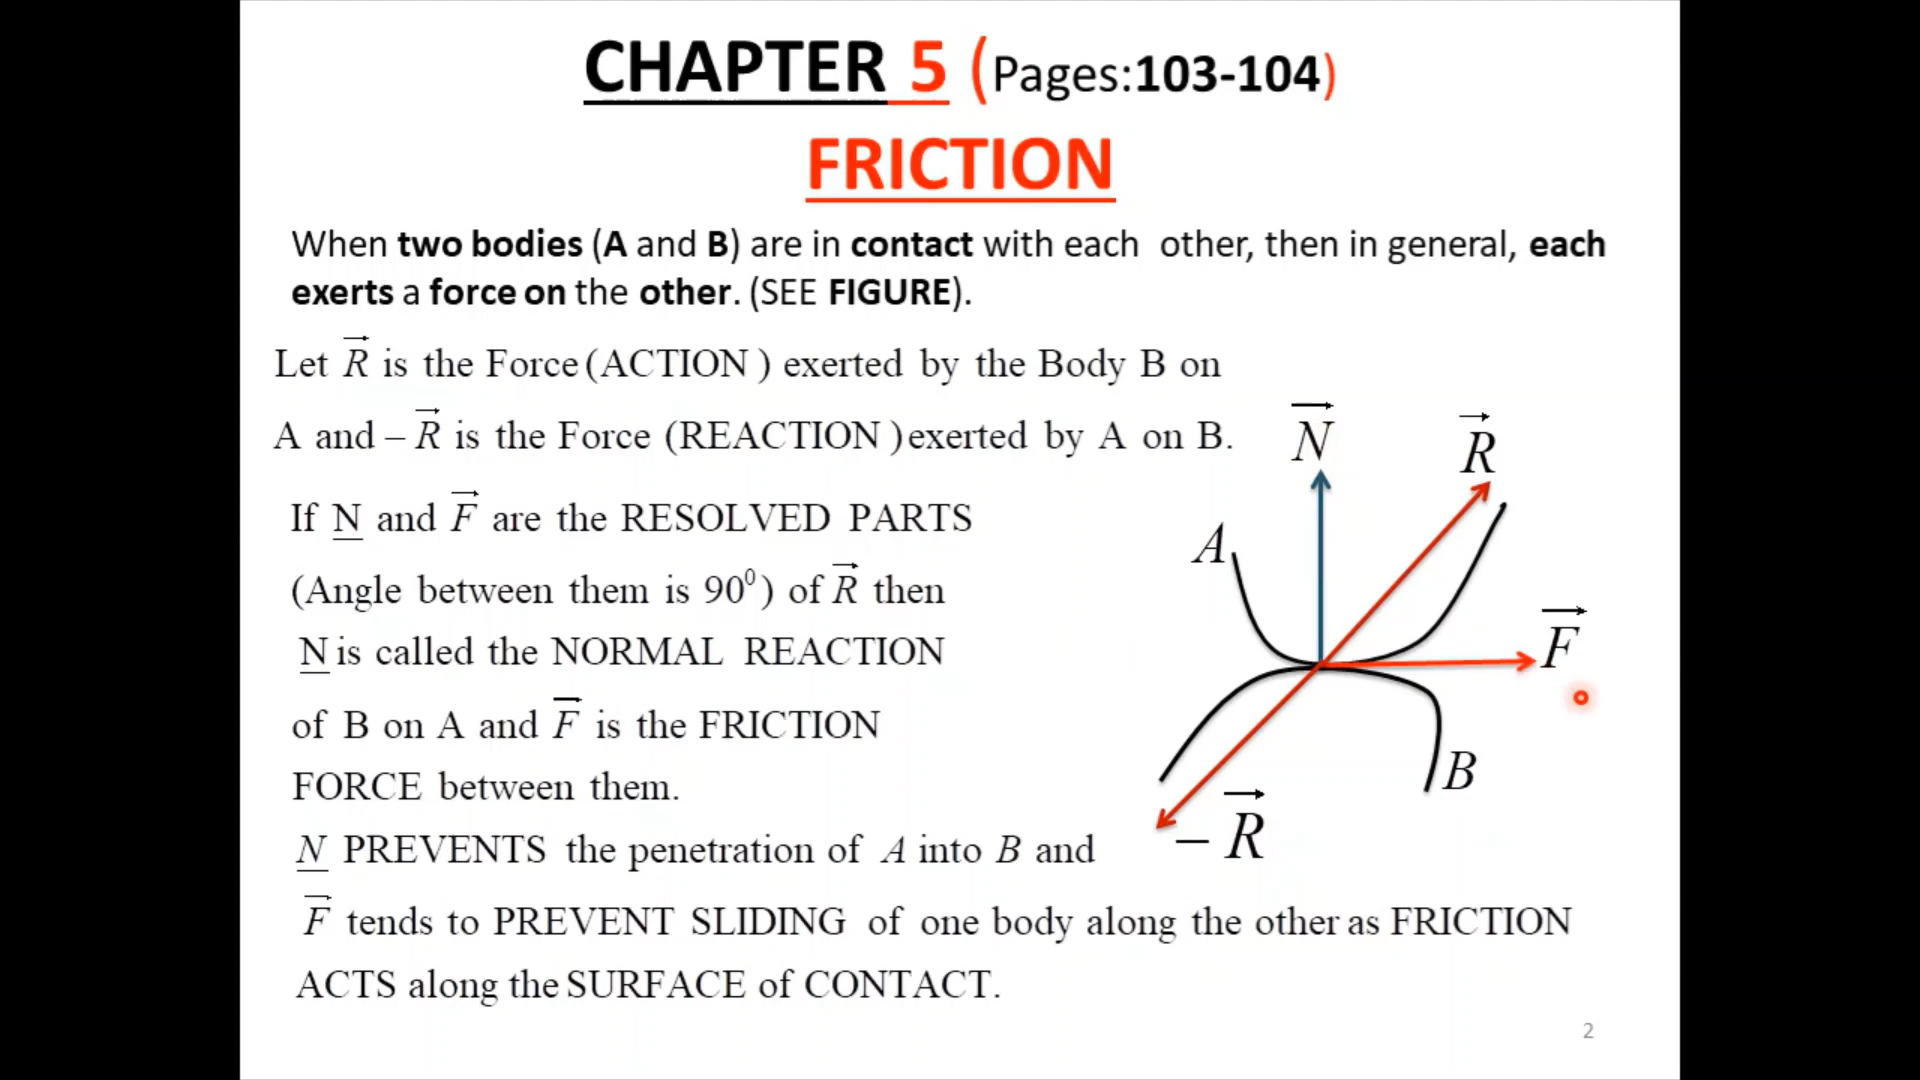 CHAPTER 5 (Pages:103-104)
FRICTION
When two bodies (A and B) are in contact with each other, then in general, each
exerts a force on the other. (SEE FIGURE).
Let R⃗ is the Force (ACTION ) exerted by the Body B on
A and – R⃗ is the Force (REACTION )exerted by A on B.
If N and F⃗ are the RESOLVED PARTS
(Angle between them is 90⁰) of R⃗ then
N is called the NORMAL REACTION
of B on A and F⃗ is the FRICTION
FORCE between them.
N PREVENTS the penetration of A into B and
F⃗ tends to PREVENT SLIDING of one body along the other as FRICTION
ACTS along the SURFACE of CONTACT.
N⃗
R⃗
A
F⃗
B
– R⃗
2